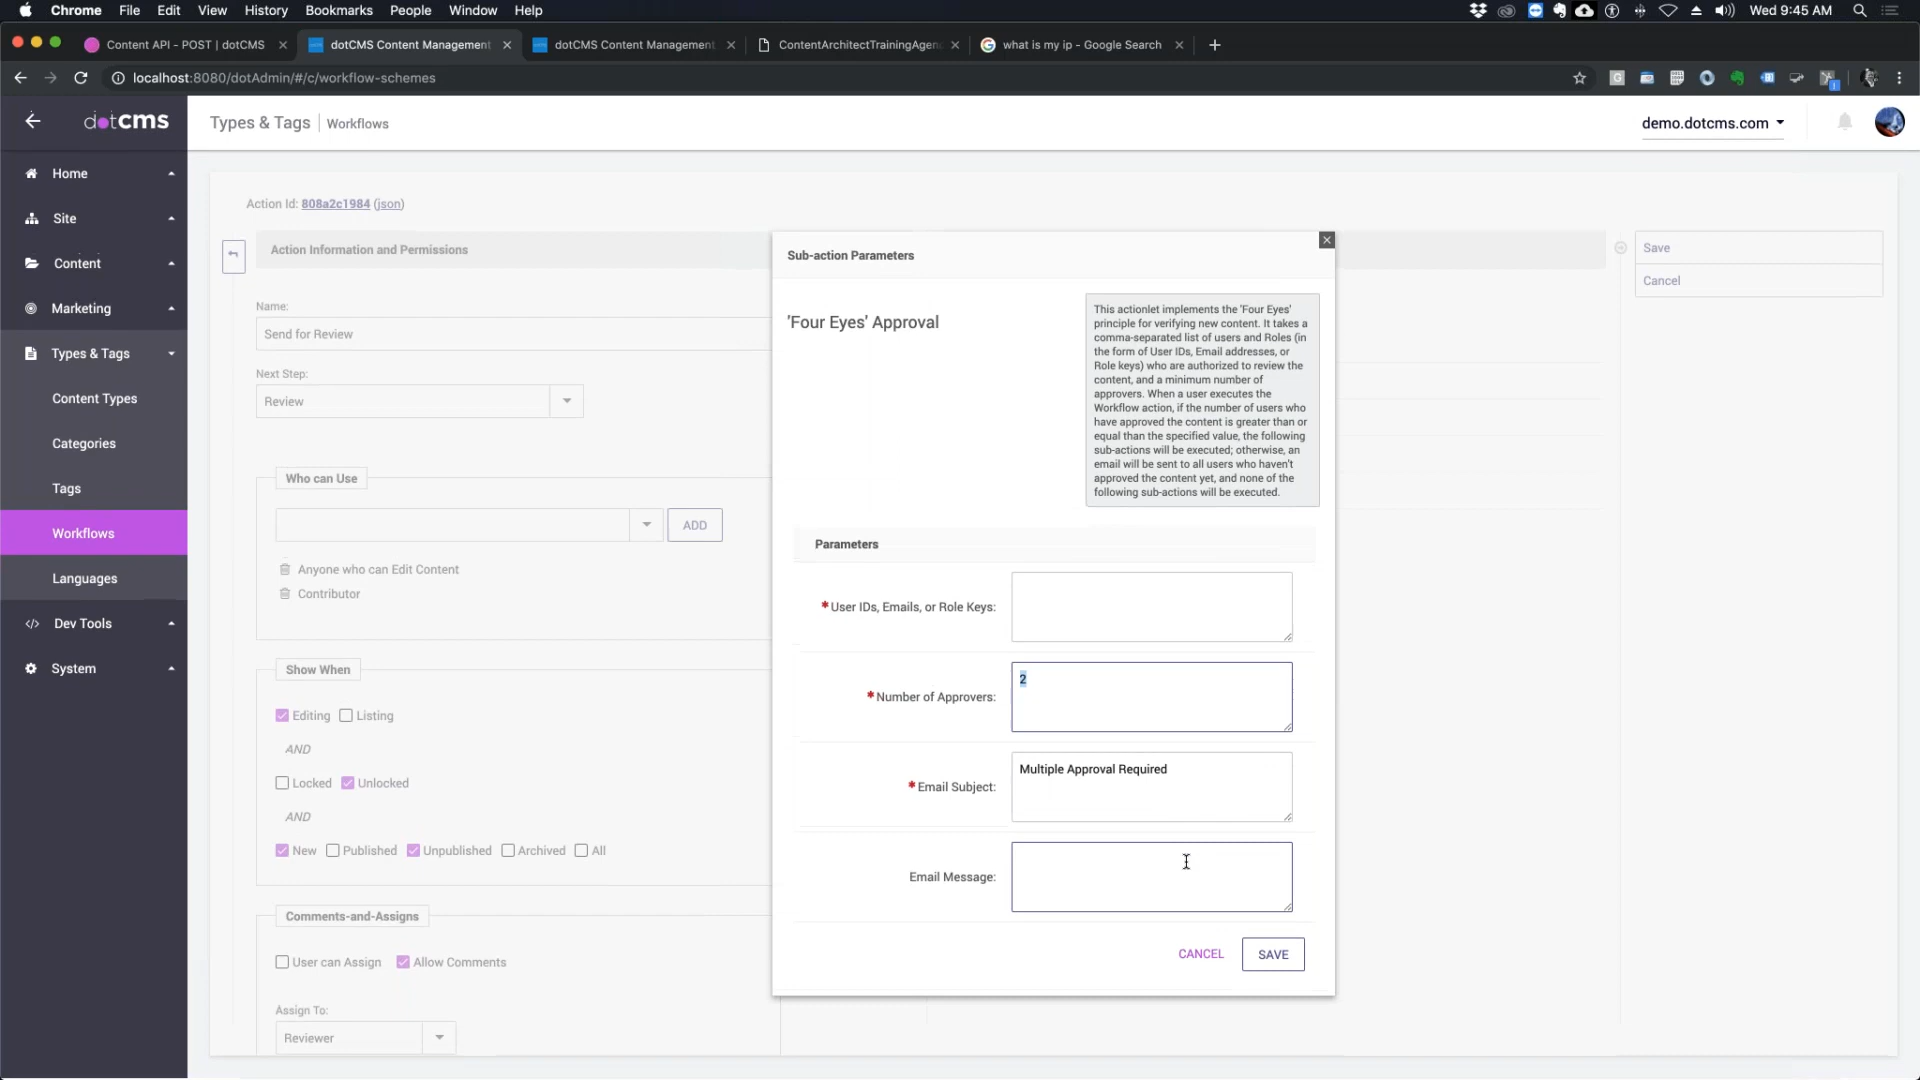 Chrome File Edit View History Bookmarks People Window Help
Wed 9:45 AM
Content API - POST | dotCMS
dotCMS Content Management
dotCMS Content Management
ContentArchitectTrainingAgen
what is my ip - Google Search
localhost:8080/dotAdmin/#/c/workflow-schemes
dotCMS
Types & Tags | Workflows
demo.dotcms.com
Home
Site
Content
Marketing
Types & Tags
Content Types
Categories
Tags
Workflows
Languages
Dev Tools
System
Action Id: 808a2c1984 (json)
Action Information and Permissions
Name:
Send for Review
Next Step:
Review
Who can Use
ADD
Anyone who can Edit Content
Contributor
Show When
Editing Listing
AND
Locked Unlocked
AND
New Published Unpublished Archived All
Comments-and-Assigns
User can Assign Allow Comments
Assign To:
Reviewer
Sub-action Parameters
'Four Eyes' Approval
This actionlet implements the 'Four Eyes'
principle for verifying new content. It takes a
comma-separated list of users and Roles (in
the form of User IDs, Email addresses, or
Role keys) who are authorized to review the
content, and a minimum number of
approvers. When a user executes the
Workflow action, if the number of users who
have approved the content is greater than or
equal than the specified value, the following
sub-actions will be executed; otherwise, an
email will be sent to all users who haven't
approved the content yet, and none of the
following sub-actions will be executed.
Parameters
*User IDs, Emails, or Role Keys:
*Number of Approvers:
2
*Email Subject:
Multiple Approval Required
Email Message:
CANCEL
SAVE
Save
Cancel